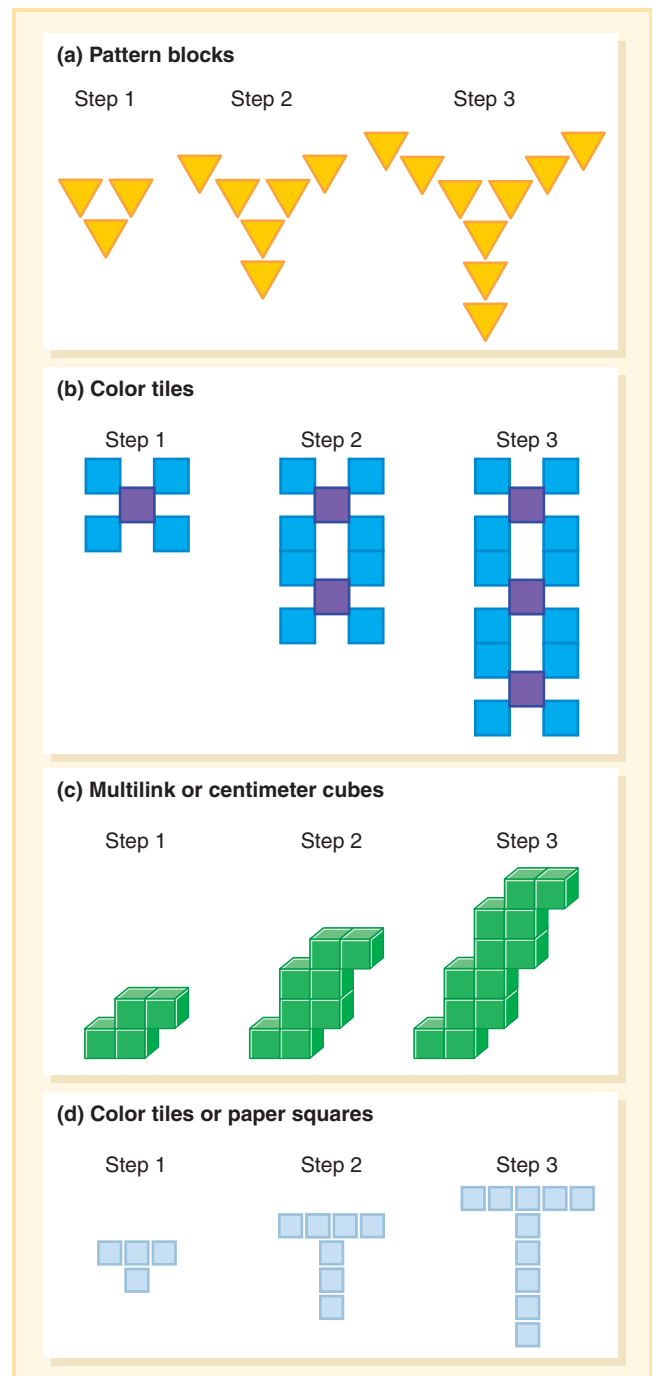 (a) Pattern blocks
Step 1 Step 2 Step 3
(b) Color tiles
Step 1 Step 2 Step 3
(c) Multilink or centimeter cubes
Step 1 Step 2 Step 3
(d) Color tiles or paper squares
Step 1 Step 2 Step 3